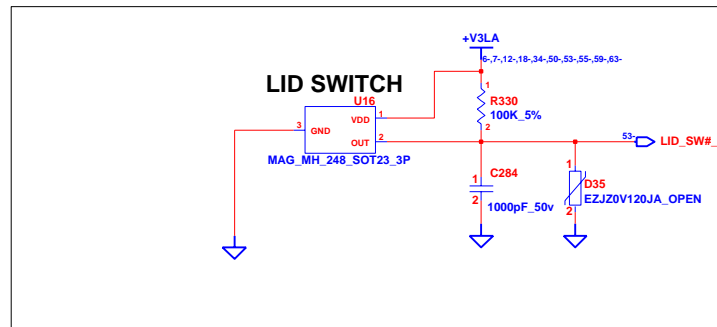 +V3LA
6-,7-,12-,18-,34-,50-,53-,55-,59-,63-
LID SWITCH
U16
1
R330
100K_5%
2
3
GND
VDD
1
OUT
2
MAG_MH_248_SOT23_3P
53-
LID_SW#_
C284
1
2
1000pF_50v
1
D35
EZJZ0V120JA_OPEN
2